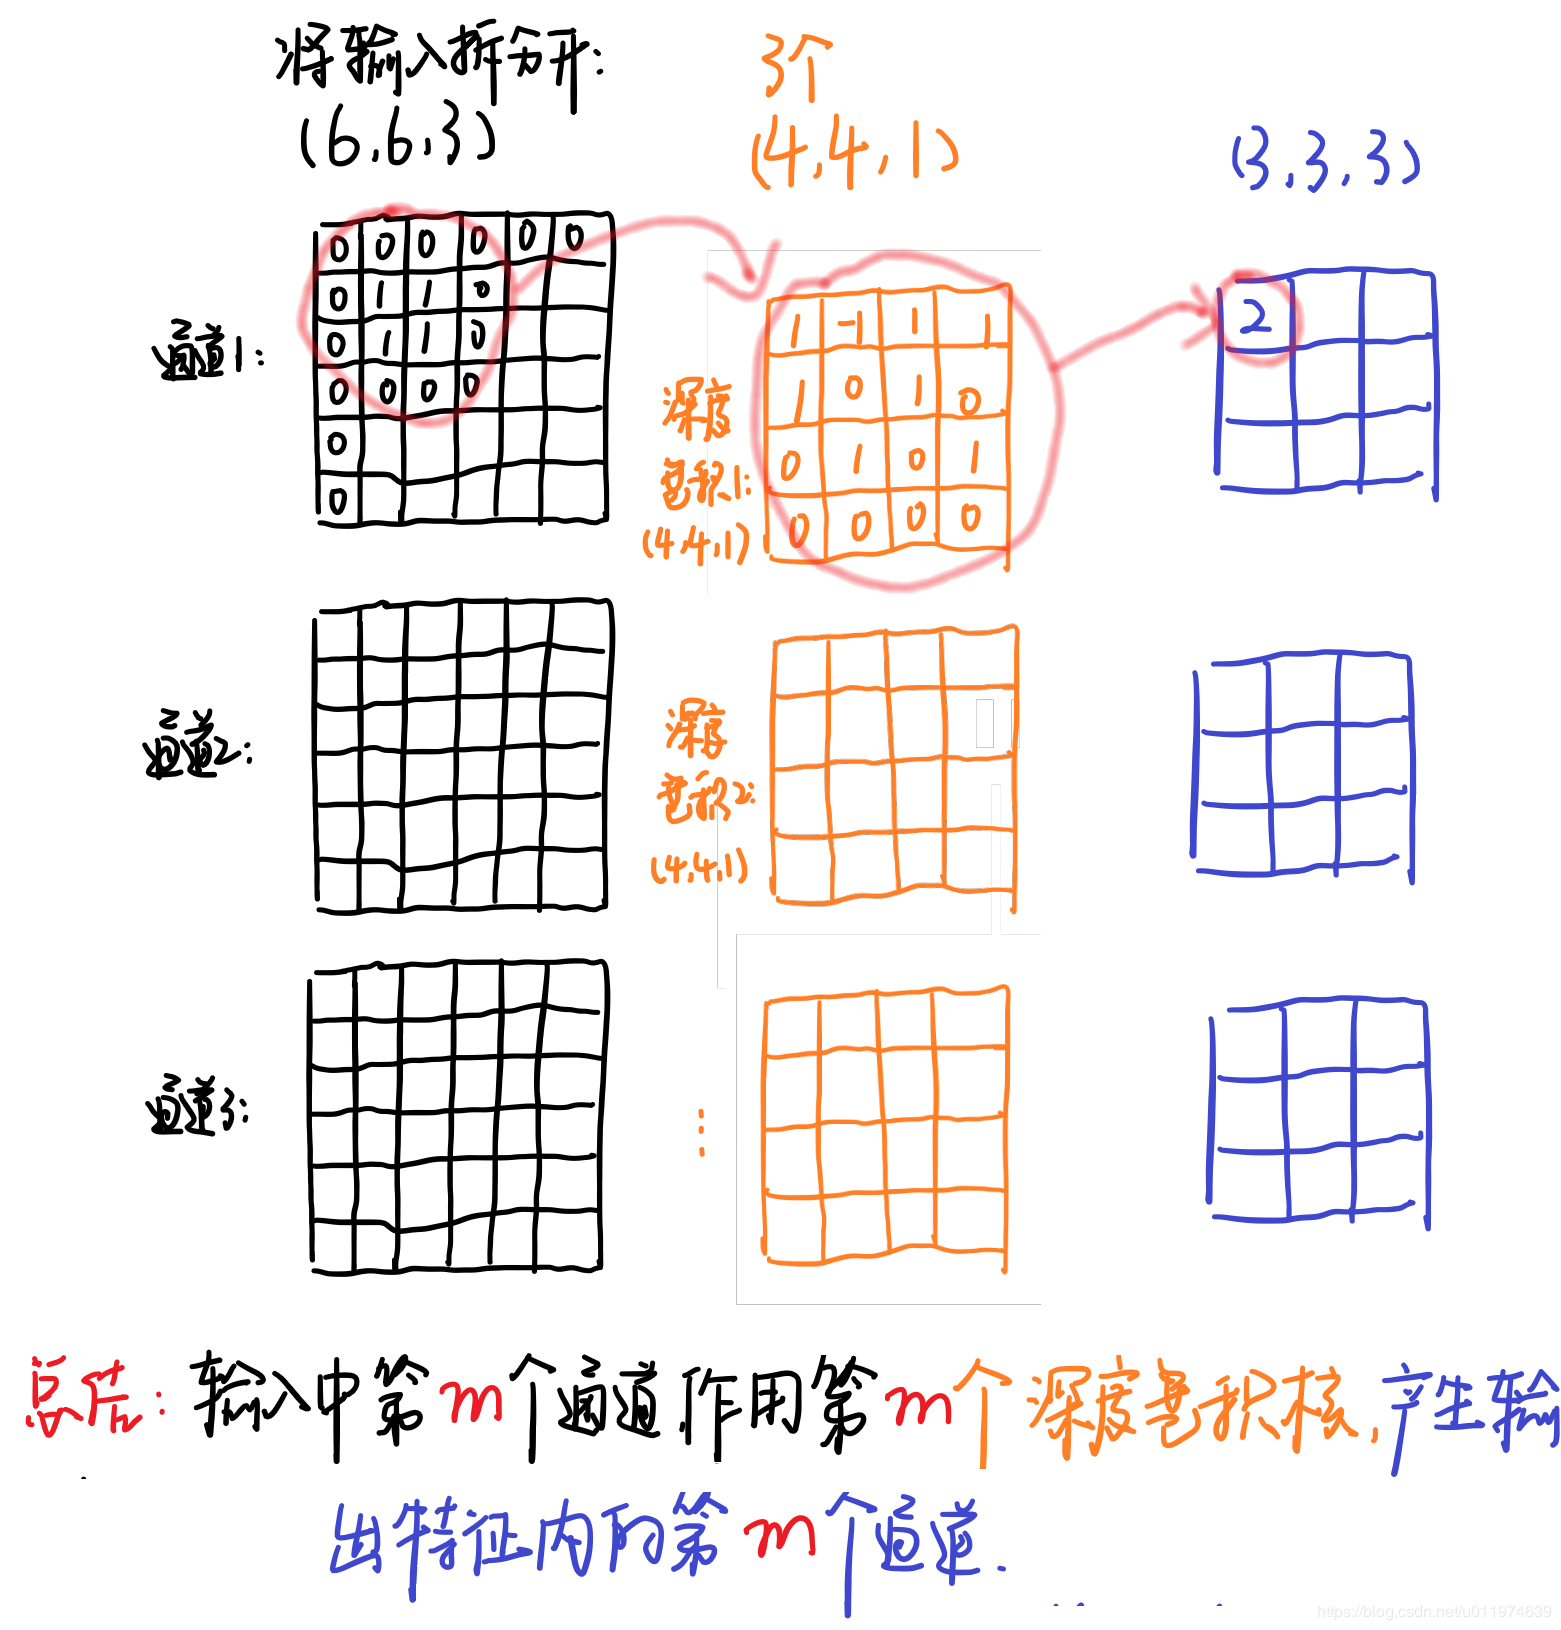 将输入拆分开:
(6,6,3)
3个
(4,4,1)
(3,3,3)
通道1:
0 0 0 0 0 0
0 1 1 0
0 1 1 0
0 0 0 0
0
0
深度
卷积1:
(4,4,1)
1 -1 1 1
1 0 1 0
0 1 0 1
0 0 0 0
2
通道2:
深度
卷积2:
(4,4,1)
通道3:
⋮
总结: 输入中第m个通道作用第m个深度卷积核,产生输
出特征内的第m个通道.
https://blog.csdn.net/u011974639